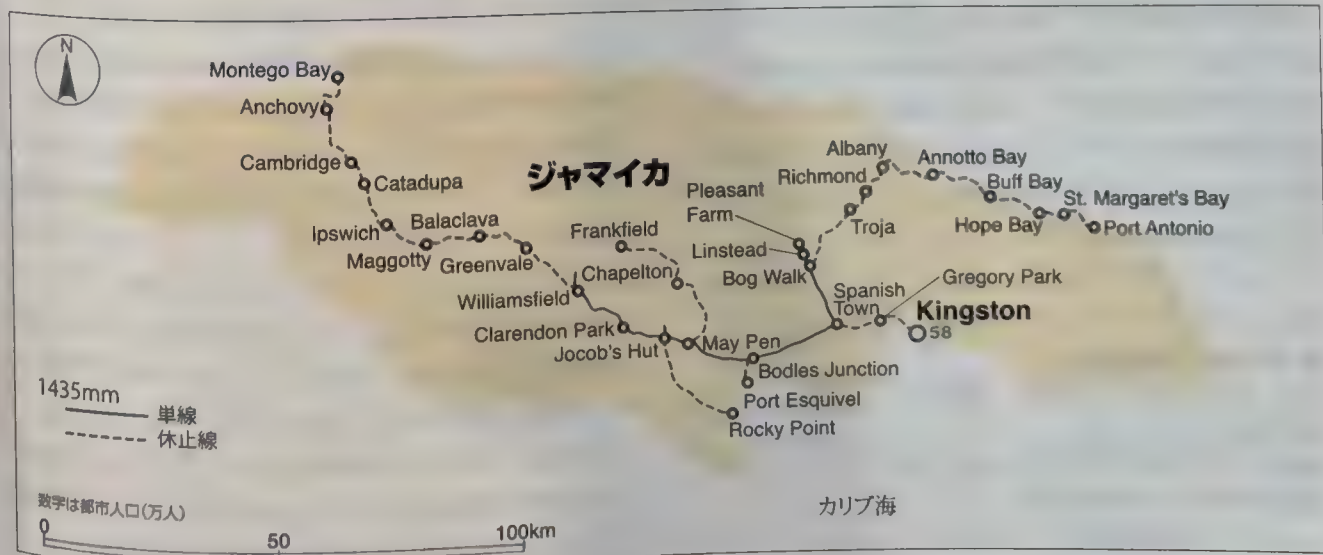 N
Montego Bay
Anchovy
Cambridge
Catadupa
Ipswich
Maggotty
Balaclava
Greenvale
Williamsfield
Clarendon Park
Jocob's Hut
Frankfield
Chapelton
May Pen
Bodles Junction
Port Esquivel
Rocky Point
ジャマイカ
Pleasant
Farm
Linstead
Bog Walk
Albany
Richmond
Troja
Annotto Bay
Buff Bay
Hope Bay
St. Margaret's Bay
Port Antonio
Spanish
Town
Gregory Park
Kingston
58
1435mm
単線
休止線
数字は都市人口(万人)
0 50 100km
カリブ海